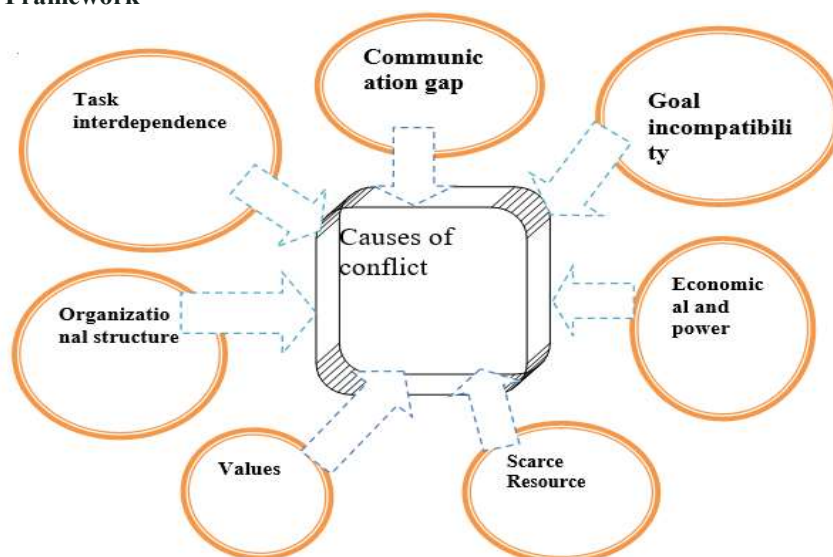 Framework
Communic
ation gap
Task
interdependence
Goal
incompatibili
ty
Causes of
conflict
Organizatio
nal structure
Economic
al and
power
Values
Scarce
Resource